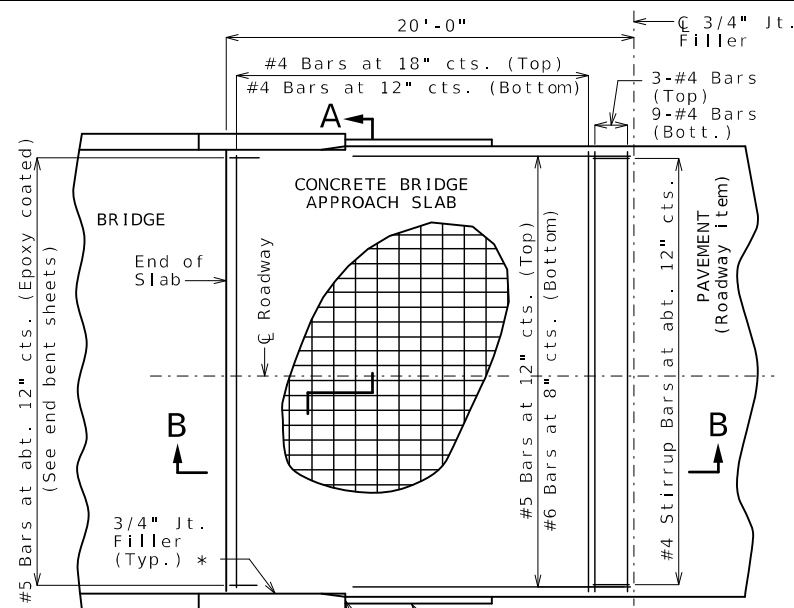 20'-0"
℄ 3/4" Jt.
Filler
#4 Bars at 18" cts. (Top)
#4 Bars at 12" cts. (Bottom)
3-#4 Bars
(Top)
9-#4 Bars
(Bott.)
A
CONCRETE BRIDGE
APPROACH SLAB
BRIDGE
End of
Slab
℄ Roadway
#5 Bars at abt. 12" cts. (Epoxy coated)
(See end bent sheets)
#5 Bars at 12" cts. (Top)
#6 Bars at 8" cts. (Bottom)
#4 Stirrup Bars at abt. 12" cts.
PAVEMENT
(Roadway item)
B
B
3/4" Jt.
Filler
(Typ.) *